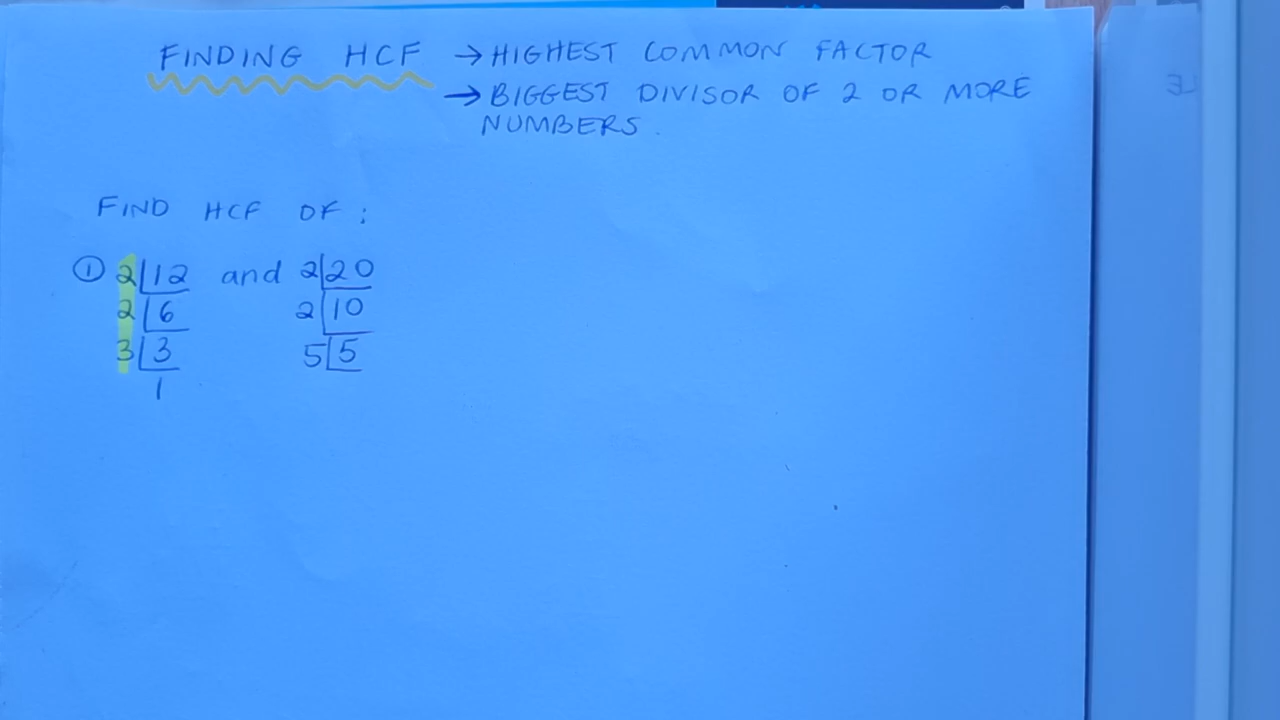 FINDING HCF → HIGHEST COMMON FACTOR
→ BIGGEST DIVISOR OF 2 OR MORE
NUMBERS.
FIND HCF OF:
① 2|12 and 2|20
2|6 2|10
3|3 5|5
1